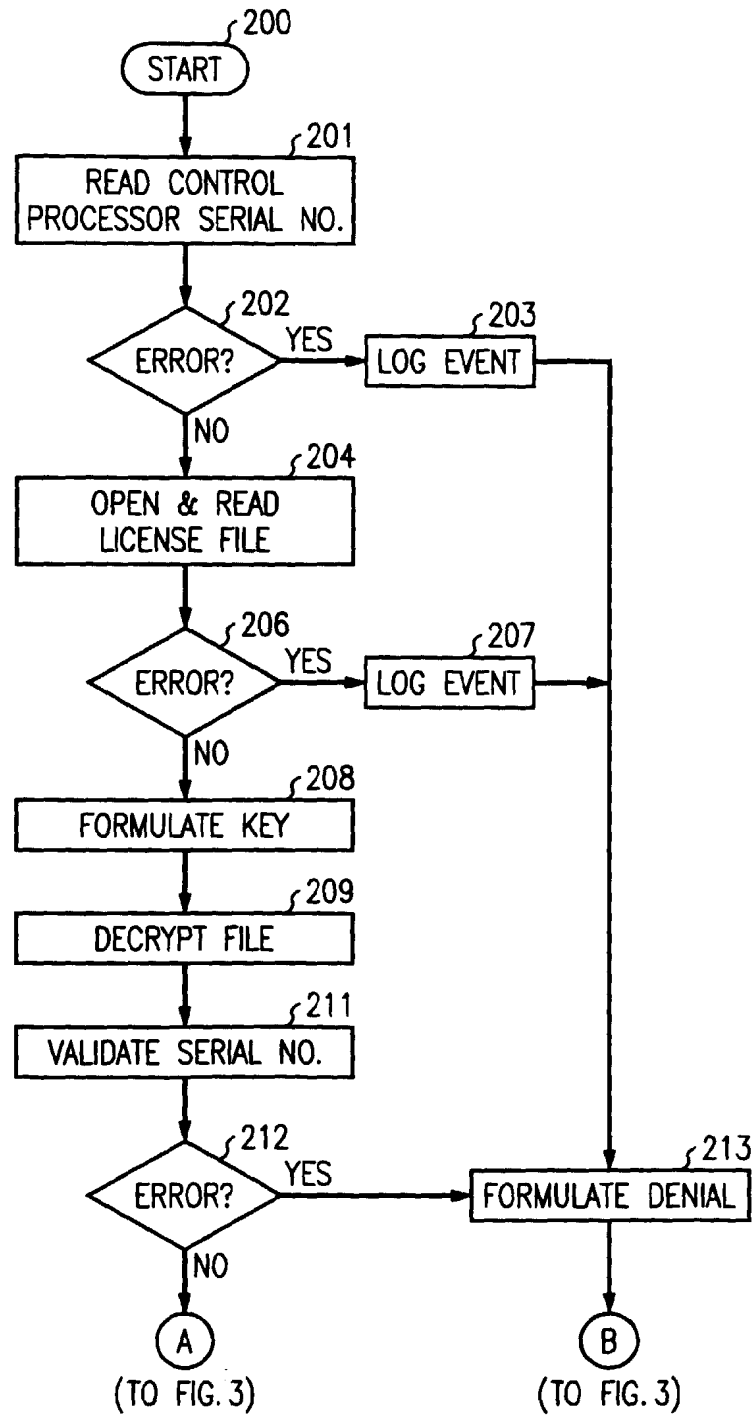 200
START
201
READ CONTROL
PROCESSOR SERIAL NO.
202
ERROR?
YES
203
LOG EVENT
NO
204
OPEN & READ
LICENSE FILE
206
ERROR?
YES
207
LOG EVENT
NO
208
FORMULATE KEY
209
DECRYPT FILE
211
VALIDATE SERIAL NO.
212
ERROR?
YES
213
FORMULATE DENIAL
NO
A
(TO FIG. 3)
B
(TO FIG. 3)